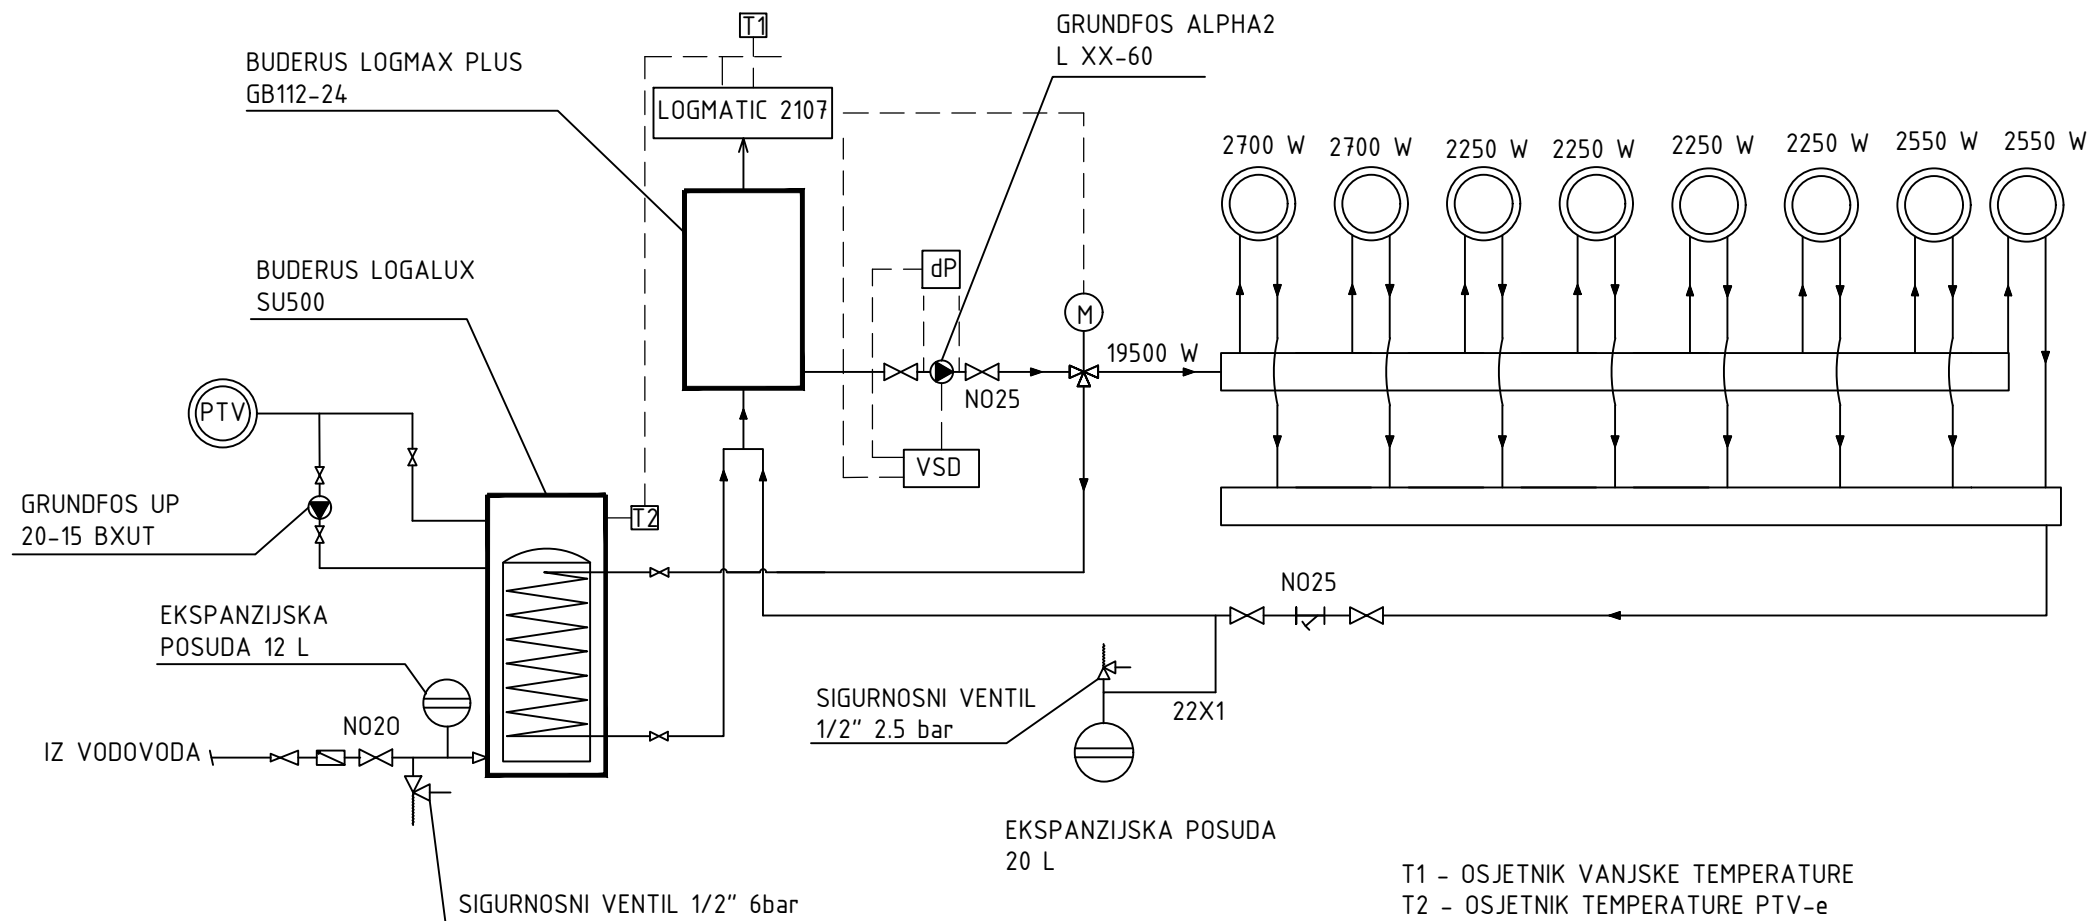 T1
GRUNDFOS ALPHA2
L XX-60
BUDERUS LOGMAX PLUS
GB112-24
LOGMATIC 2107
2700 W
2700 W
2250 W
2250 W
2250 W
2250 W
2550 W
2550 W
BUDERUS LOGALUX
SU500
dP
M
19500 W
NO25
PTV
VSD
GRUNDFOS UP
20-15 BXUT
T2
NO25
EKSPANZIJSKA
POSUDA 12 L
SIGURNOSNI VENTIL
1/2" 2.5 bar
22X1
NO20
IZ VODOVODA
EKSPANZIJSKA POSUDA
20 L
T1 - OSJETNIK VANJSKE TEMPERATURE
T2 - OSJETNIK TEMPERATURE PTV-e
SIGURNOSNI VENTIL 1/2" 6bar